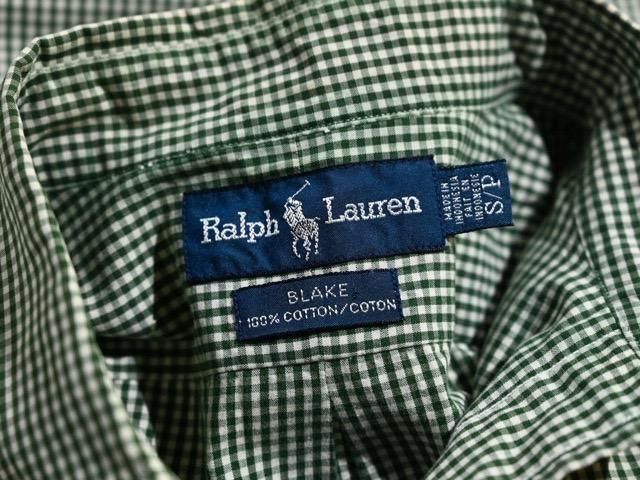 Ralph Lauren
MADE IN
INDONESIA
FAIT EN
INDONESIE
S/P
BLAKE
100% COTTON/COTON